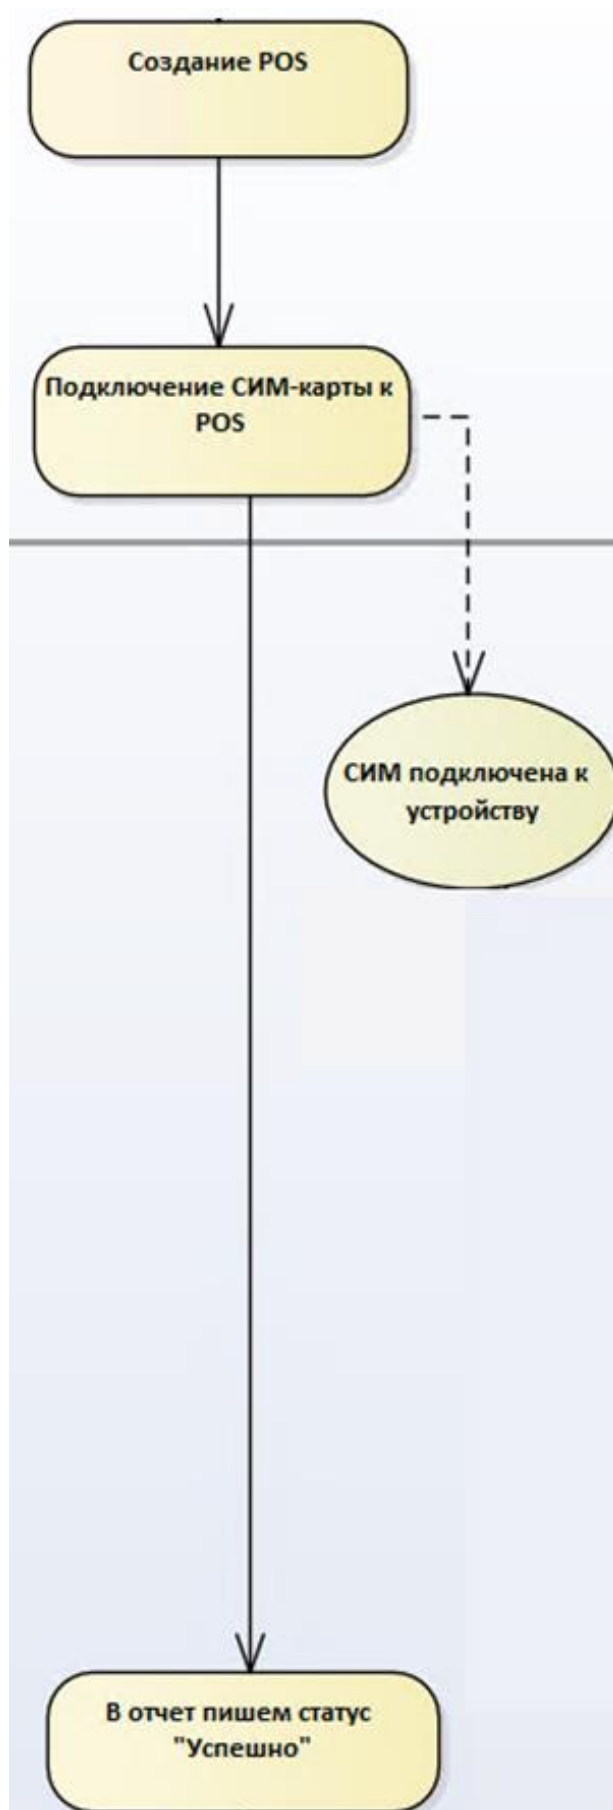 Создание POS
Подключение СИМ-карты к
POS
СИМ подключена к
устройству
В отчет пишем статус
"Успешно"